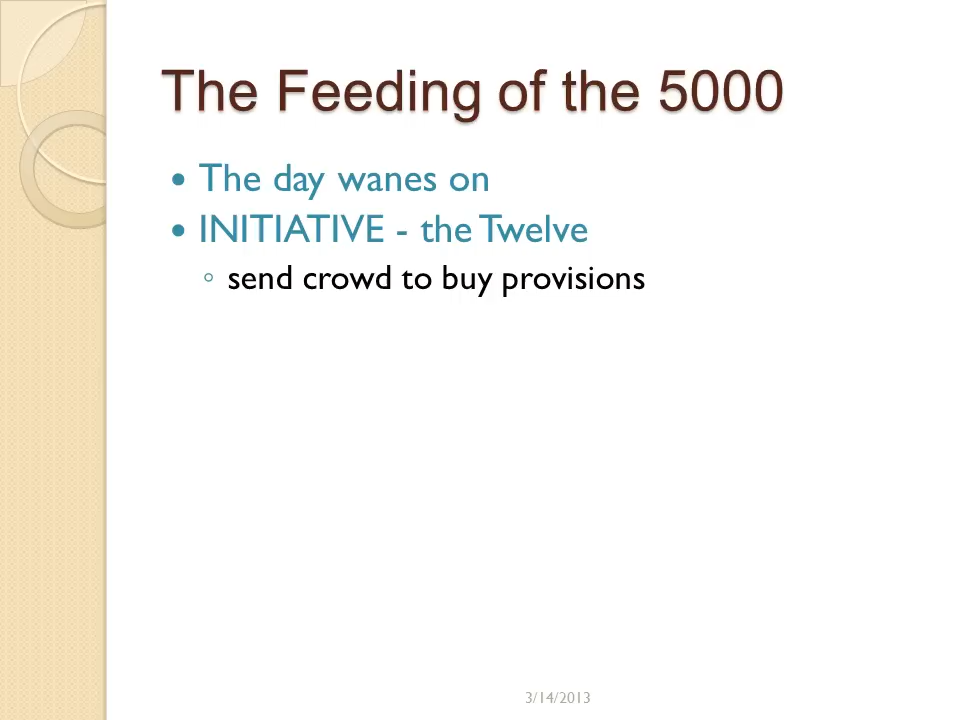 The Feeding of the 5000
• The day wanes on
• INITIATIVE - the Twelve
◦ send crowd to buy provisions
3/14/2013